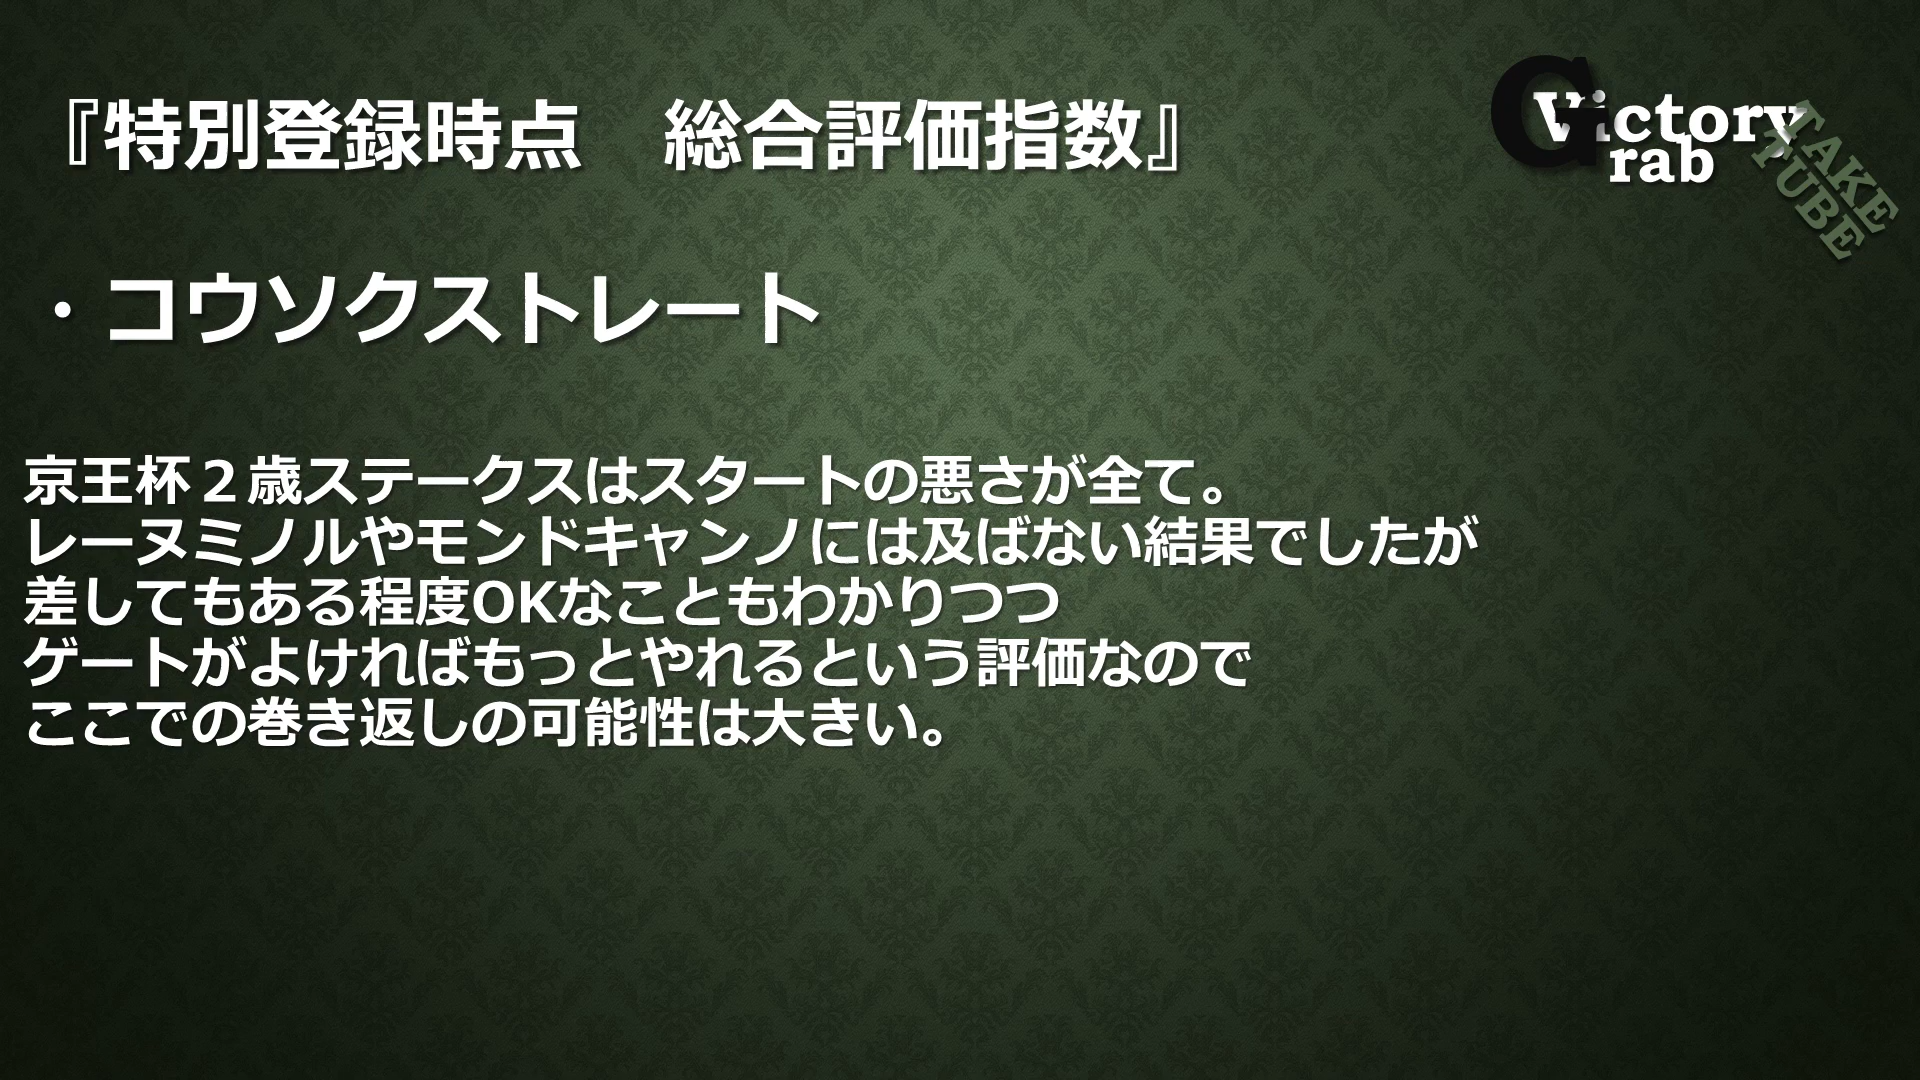 『特別登録時点　総合評価指数』
Victory
Grab
TAKE
TUBE
・コウソクストレート
京王杯２歳ステークスはスタートの悪さが全て。
レーヌミノルやモンドキャンノには及ばない結果でしたが
差してもある程度OKなこともわかりつつ
ゲートがよければもっとやれるという評価なので
ここでの巻き返しの可能性は大きい。